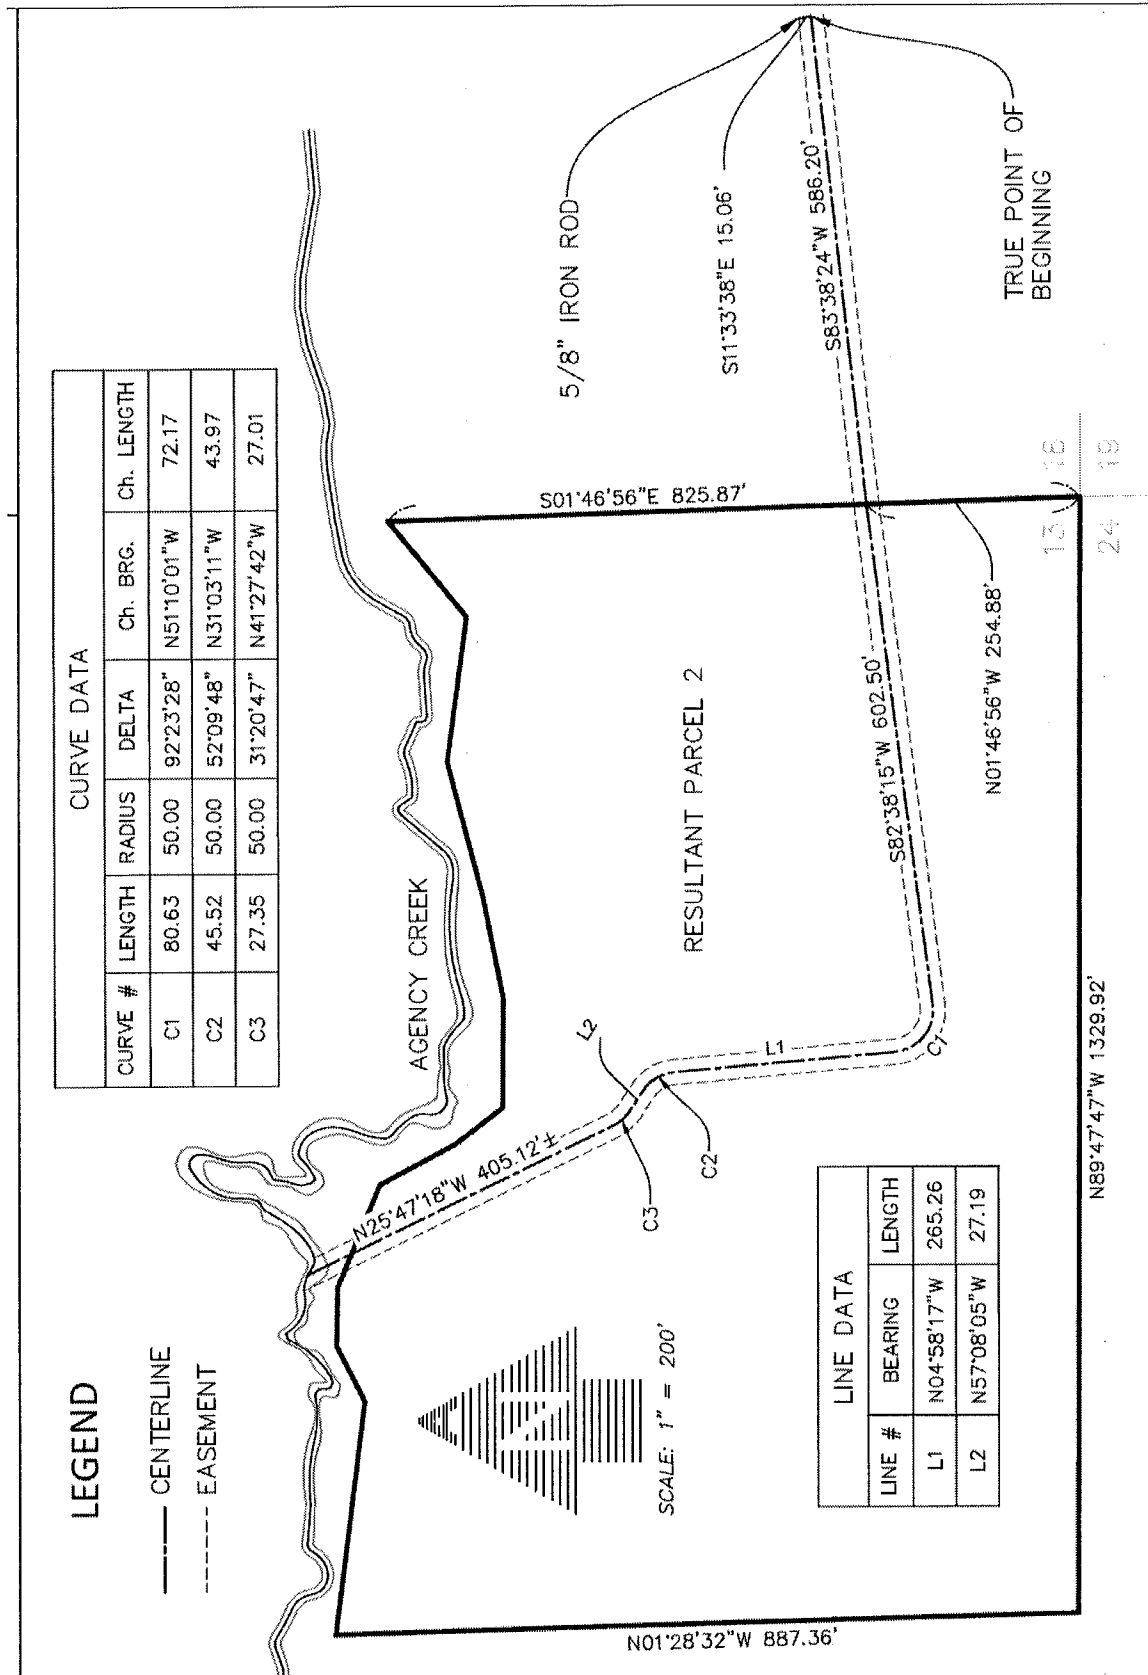 LEGEND
CENTERLINE
EASEMENT
CURVE DATA
CURVE # LENGTH RADIUS DELTA Ch. BRG. Ch. LENGTH
C1 80.63 50.00 92°23'28" N51°10'01"W 72.17
C2 45.52 50.00 52°09'48" N31°03'11"W 43.97
C3 27.35 50.00 31°20'47" N41°27'42"W 27.01
AGENCY CREEK
5/8" IRON ROD
S11°33'38"E 15.06'
S83°38'24"W 586.20'
TRUE POINT OF
BEGINNING
S01°46'56"E 825.87'
N25°47'18"W 405.12'±
L2
RESULTANT PARCEL 2
L1
C3
C2
C1
S82°38'15"W 602.50'
N01°46'56"W 254.88'
13 18
24 19
N
SCALE: 1" = 200'
LINE DATA
LINE # BEARING LENGTH
L1 N04°58'17"W 265.26
L2 N57°08'05"W 27.19
N89°47'47"W 1329.92'
N01°28'32"W 887.36'